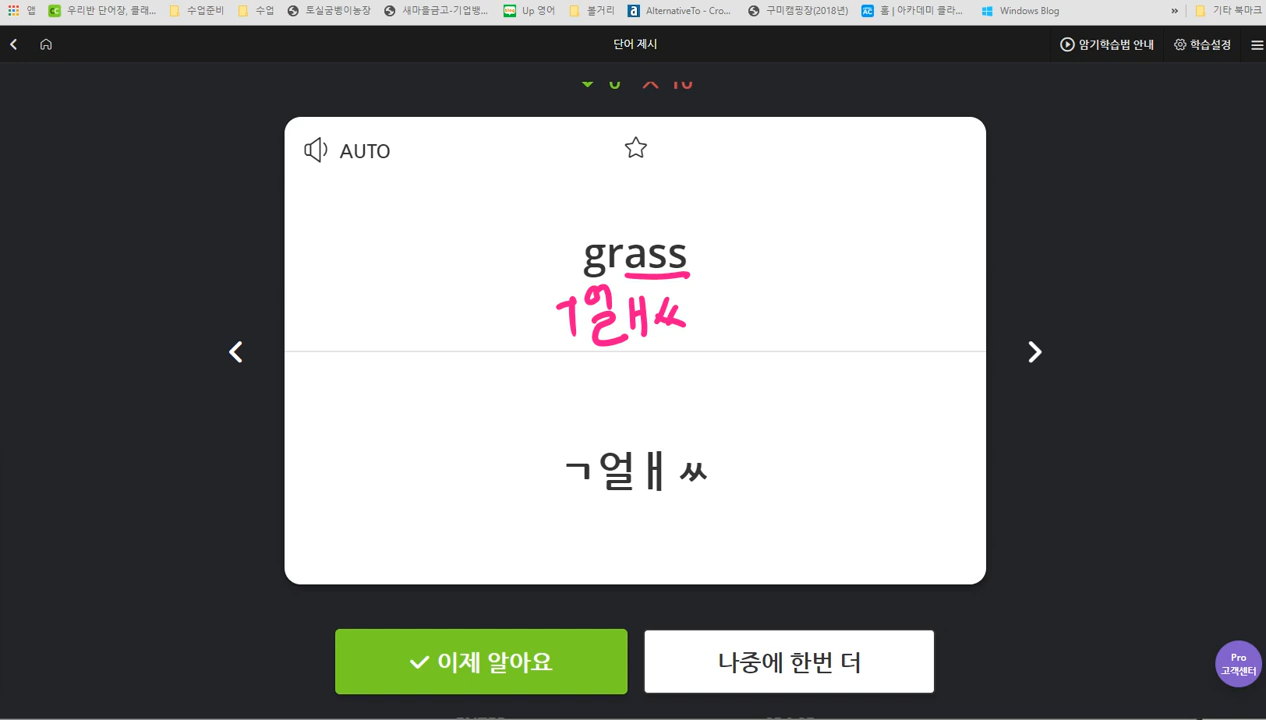 앱 우리반 단어장, 클래... 수업준비 수업 토실굼벵이농장 새마을금고-기업뱅... Up 영어 볼거리 AlternativeTo - Cro... 구미캠핑장(2018년) 홈 | 아카데미 클라... Windows Blog » 기타 북마크
단어 제시 암기학습법 안내 학습설정
AUTO
grass
ㄱ얼ㅐㅆ
ㄱ얼ㅐㅆ
이제 알아요 나중에 한번 더
Pro
고객센터